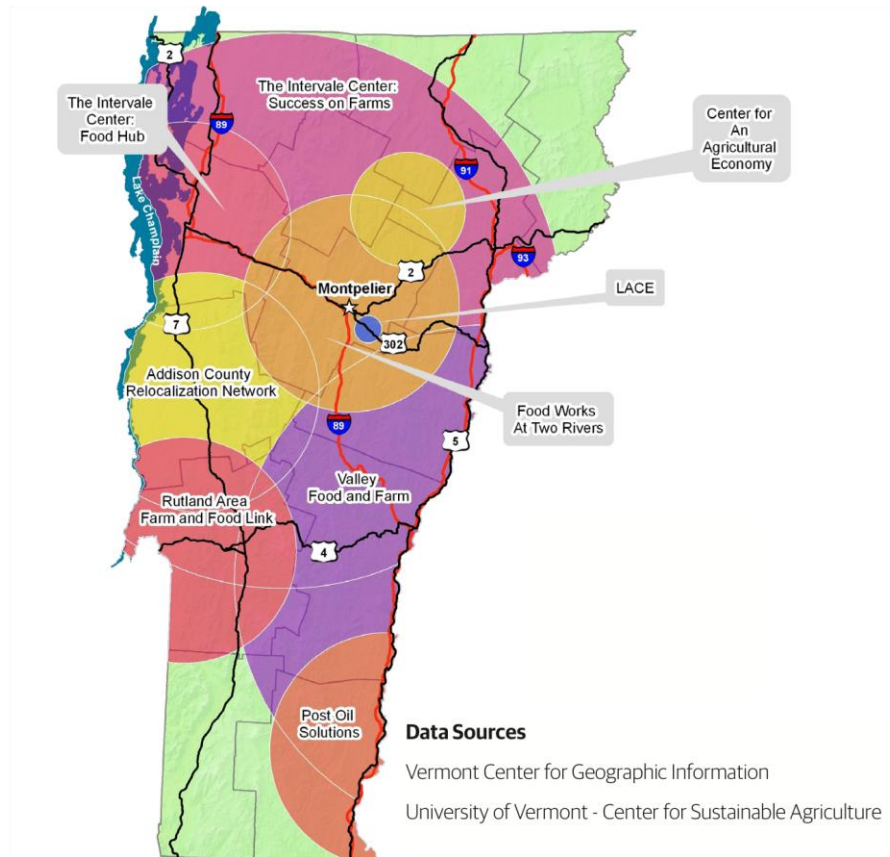 2
The Intervale Center:
Success on Farms
The Intervale
Center:
Food Hub
89
Center for
An
Agricultural
Economy
91
Lake Champlain
93
2
Montpelier
LACE
7
302
Addison County
Relocalization Network
Food Works
At Two Rivers
89
5
Valley
Food and Farm
Rutland Area
Farm and Food Link
4
Post Oil
Solutions
Data Sources
Vermont Center for Geographic Information
University of Vermont - Center for Sustainable Agriculture